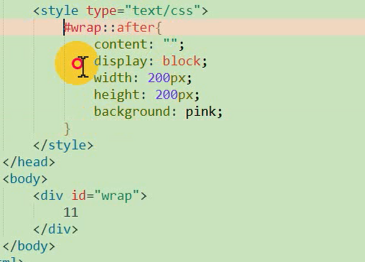 <style type="text/css">
#wrap::after{
content: "";
display: block;
width: 200px;
height: 200px;
background: pink;
}
</style>
</head>
<body>
<div id="wrap">
11
</div>
</body>